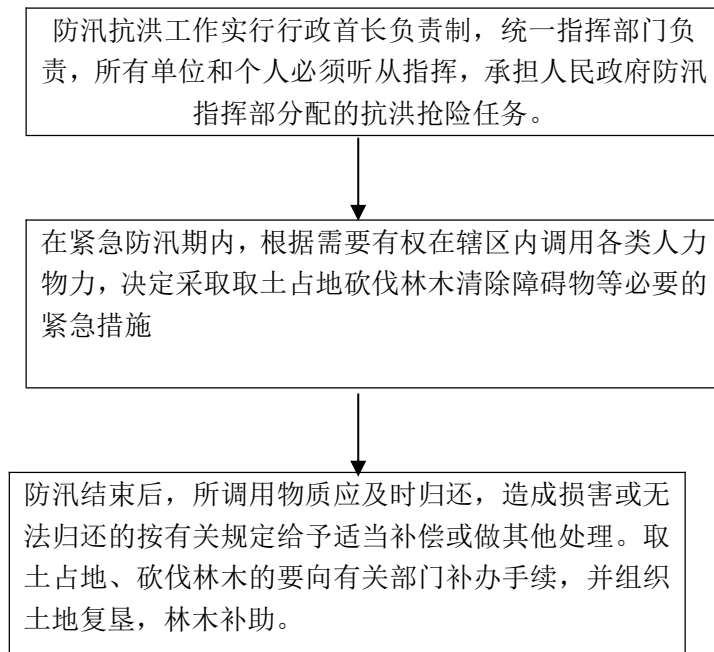 防汛抗洪工作实行行政首长负责制，统一指挥部门负
责，所有单位和个人必须听从指挥，承担人民政府防汛
指挥部分配的抗洪抢险任务。
在紧急防汛期内，根据需要有权在辖区内调用各类人力
物力，决定采取取土占地砍伐林木清除障碍物等必要的
紧急措施
防汛结束后，所调用物质应及时归还，造成损害或无
法归还的按有关规定给予适当补偿或做其他处理。取
土占地、砍伐林木的要向有关部门补办手续，并组织
土地复垦，林木补助。